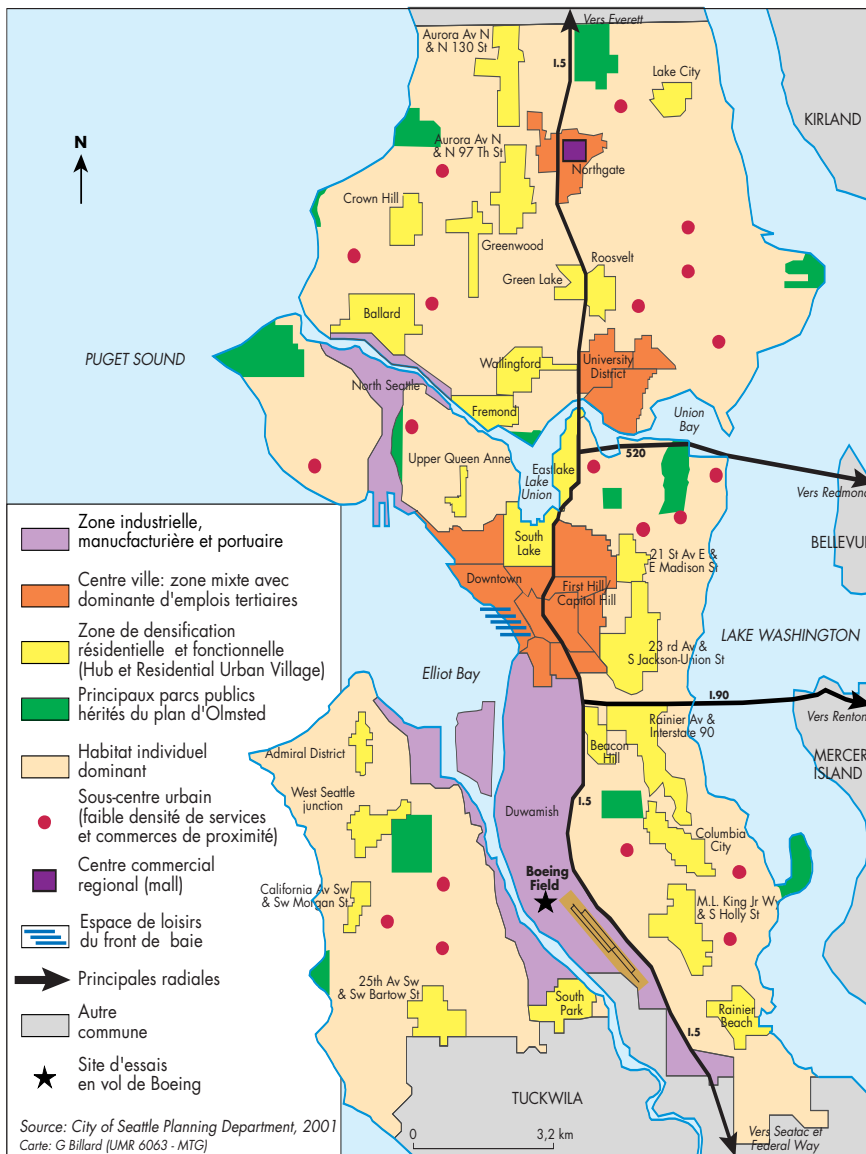 Vers Everett
Aurora Av N
& N 130 St
I.5
Lake City
KIRLAND
N
Aurora Av N
& N 97 Th St
Northgate
Crown Hill
Greenwood
Roosvelt
Green Lake
Ballard
PUGET SOUND
Wallingford
University
District
North Seattle
Fremond
Union
Bay
Upper Queen Anne
Eastlake
Lake
Union
520
Vers Redmond
South
Lake
BELLEVUE
21 St Av E &
E Madison St
Downtown
First Hill/
Capitol Hill
LAKE WASHINGTON
23 rd Av &
S Jackson-Union St
Elliot Bay
I.90
Vers Renton
Rainier Av &
Interstate 90
Admiral District
Beacon
Hill
MERCER
ISLAND
West Seattle
junction
I.5
Duwamish
Columbia
City
Boeing
Field
California Av Sw
& Sw Morgan St
M.L. King Jr Wy
& S Holly St
25th Av Sw
& Sw Bartow St
South
Park
Rainier
Beach
I.5
TUCKWILA
Vers Seatac et
Federal Way
0
3,2 km
Zone industrielle,
manufacturière et portuaire
Centre ville: zone mixte avec
dominante d'emplois tertiaires
Zone de densification
résidentielle et fonctionnelle
(Hub et Residential Urban Village)
Principaux parcs publics
hérités du plan d'Olmsted
Habitat individuel
dominant
Sous-centre urbain
(faible densité de services
et commerces de proximité)
Centre commercial
regional (mall)
Espace de loisirs
du front de baie
Principales radiales
Autre
commune
Site d'essais
en vol de Boeing
Source: City of Seattle Planning Department, 2001
Carte: G Billard (UMR 6063 - MTG)